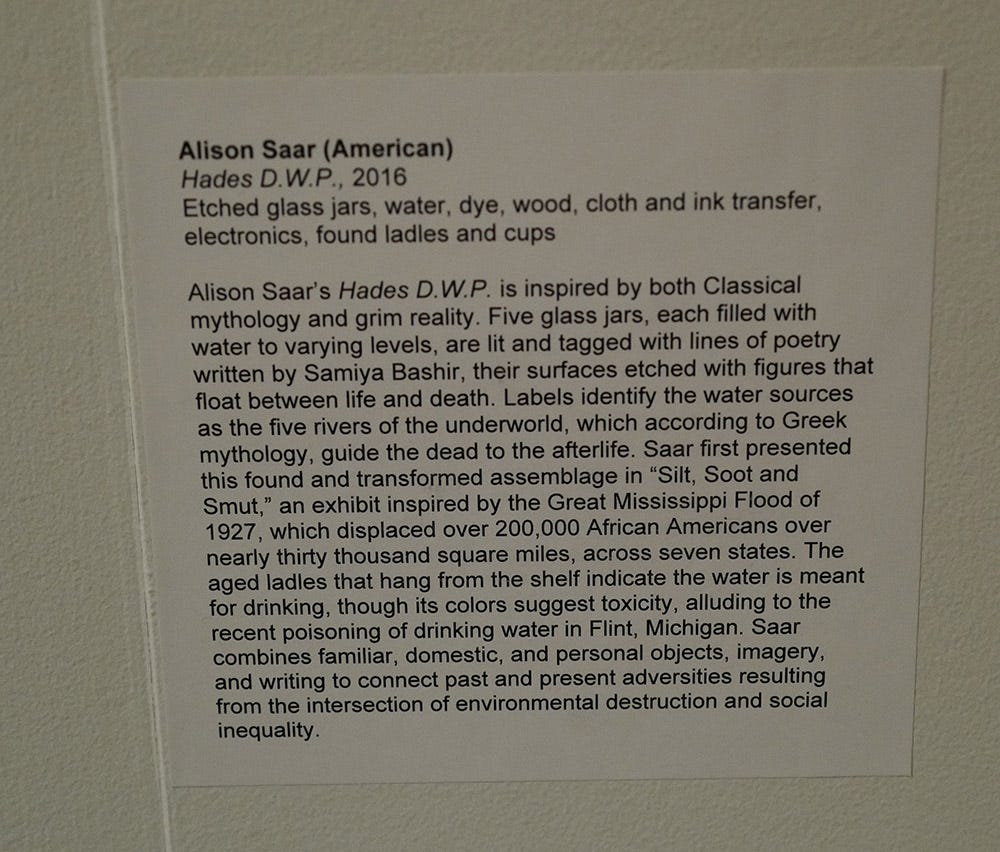 Alison Saar (American)
Hades D.W.P., 2016
Etched glass jars, water, dye, wood, cloth and ink transfer,
electronics, found ladles and cups
Alison Saar's Hades D.W.P. is inspired by both Classical
mythology and grim reality. Five glass jars, each filled with
water to varying levels, are lit and tagged with lines of poetry
written by Samiya Bashir, their surfaces etched with figures that
float between life and death. Labels identify the water sources
as the five rivers of the underworld, which according to Greek
mythology, guide the dead to the afterlife. Saar first presented
this found and transformed assemblage in “Silt, Soot and
Smut,” an exhibit inspired by the Great Mississippi Flood of
1927, which displaced over 200,000 African Americans over
nearly thirty thousand square miles, across seven states. The
aged ladles that hang from the shelf indicate the water is meant
for drinking, though its colors suggest toxicity, alluding to the
recent poisoning of drinking water in Flint, Michigan. Saar
combines familiar, domestic, and personal objects, imagery,
and writing to connect past and present adversities resulting
from the intersection of environmental destruction and social
inequality.